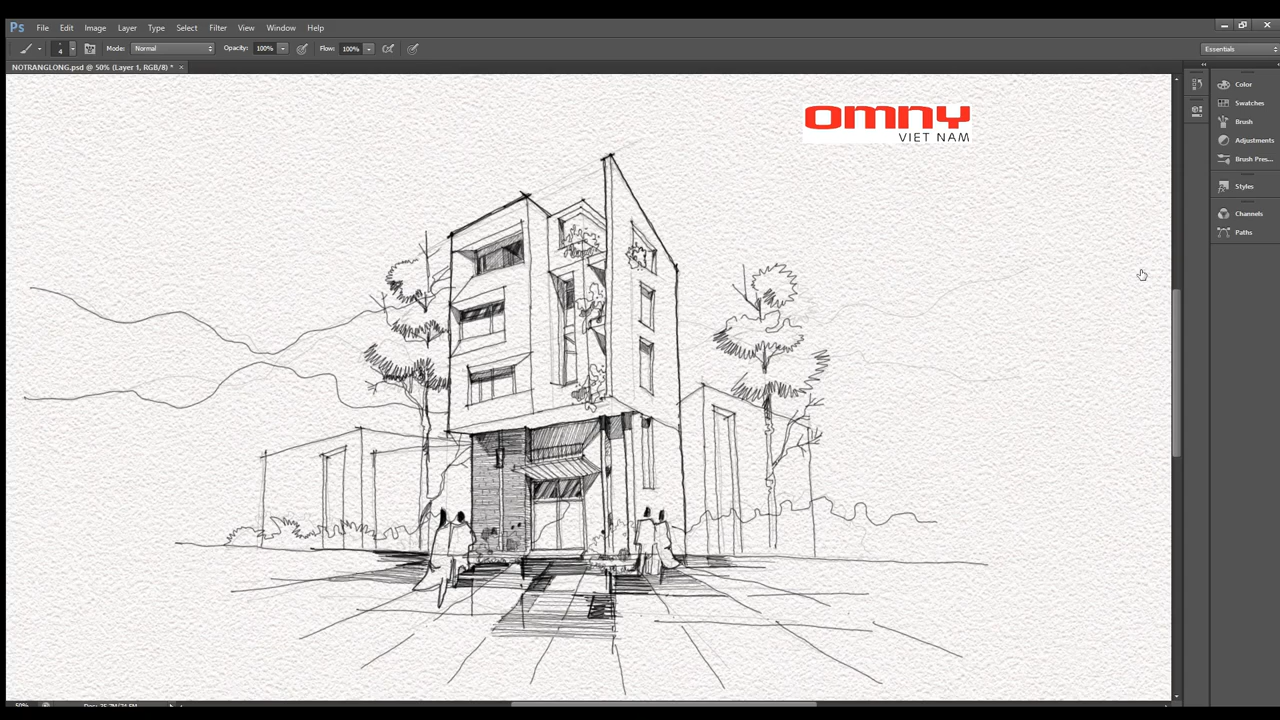 Ps File Edit Image Layer Type Select Filter View Window Help
4 Mode: Normal Opacity: 100% Flow: 100% Essentials
NOTRANGLONG.psd @ 50% (Layer 1, RGB/8) *
omny
VIET NAM
Color
Swatches
Brush
Adjustments
Brush Pres...
Styles
Channels
Paths